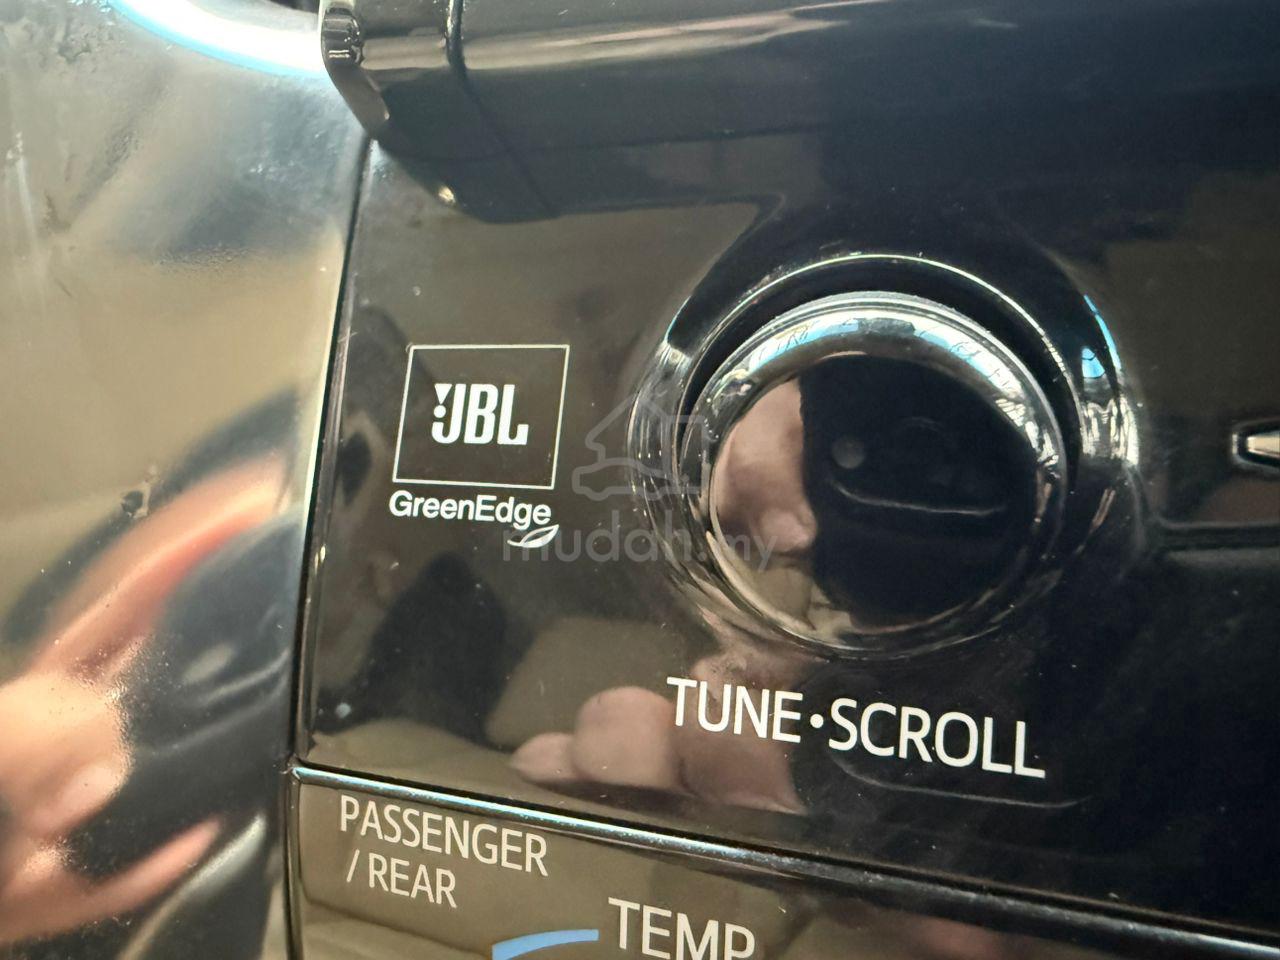 JBL
GreenEdge
mudah.my
TUNE•SCROLL
PASSENGER
/REAR
TEMP